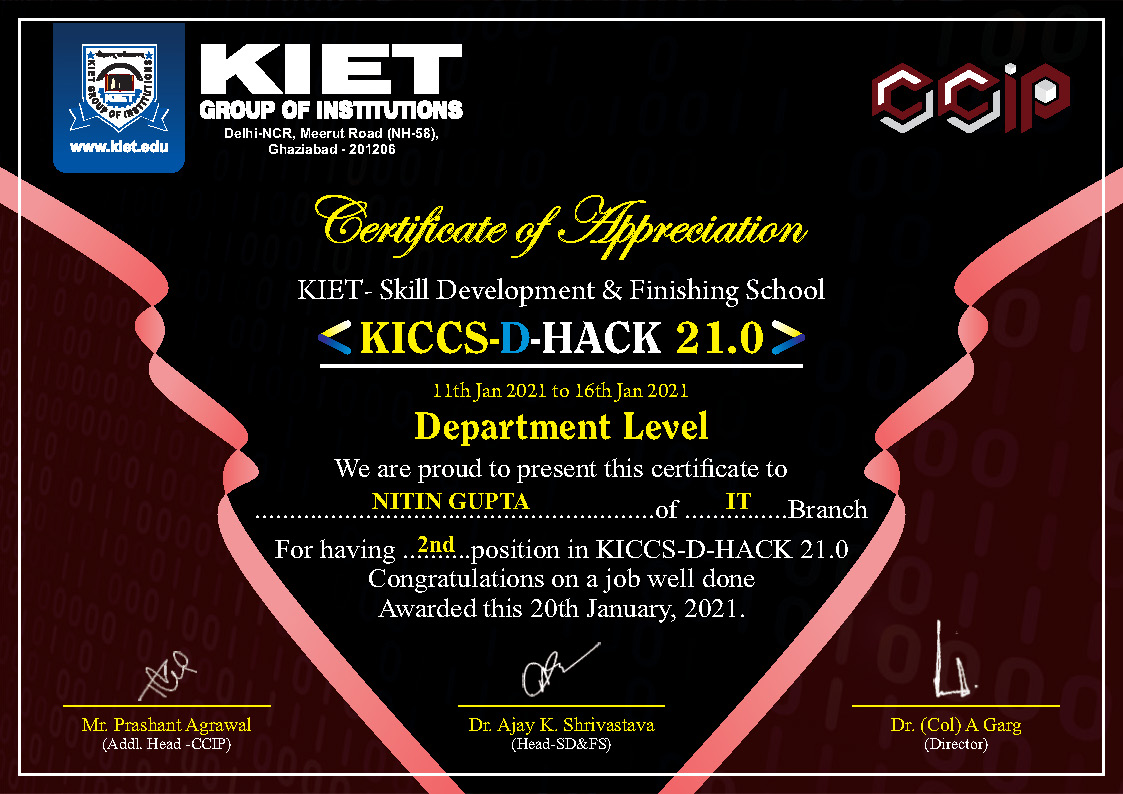 KIET GROUP OF INSTITUTIONS
www.kiet.edu
KIET
GROUP OF INSTITUTIONS
Delhi-NCR, Meerut Road (NH-58),
Ghaziabad - 201206
CCIP
Certificate of Appreciation
KIET- Skill Development & Finishing School
<KICCS-D-HACK 21.0>
11th Jan 2021 to 16th Jan 2021
Department Level
We are proud to present this certificate to
NITIN GUPTA of IT Branch
For having 2nd position in KICCS-D-HACK 21.0
Congratulations on a job well done
Awarded this 20th January, 2021.
Mr. Prashant Agrawal
(Addl. Head -CCIP)
Dr. Ajay K. Shrivastava
(Head-SD&FS)
Dr. (Col) A Garg
(Director)